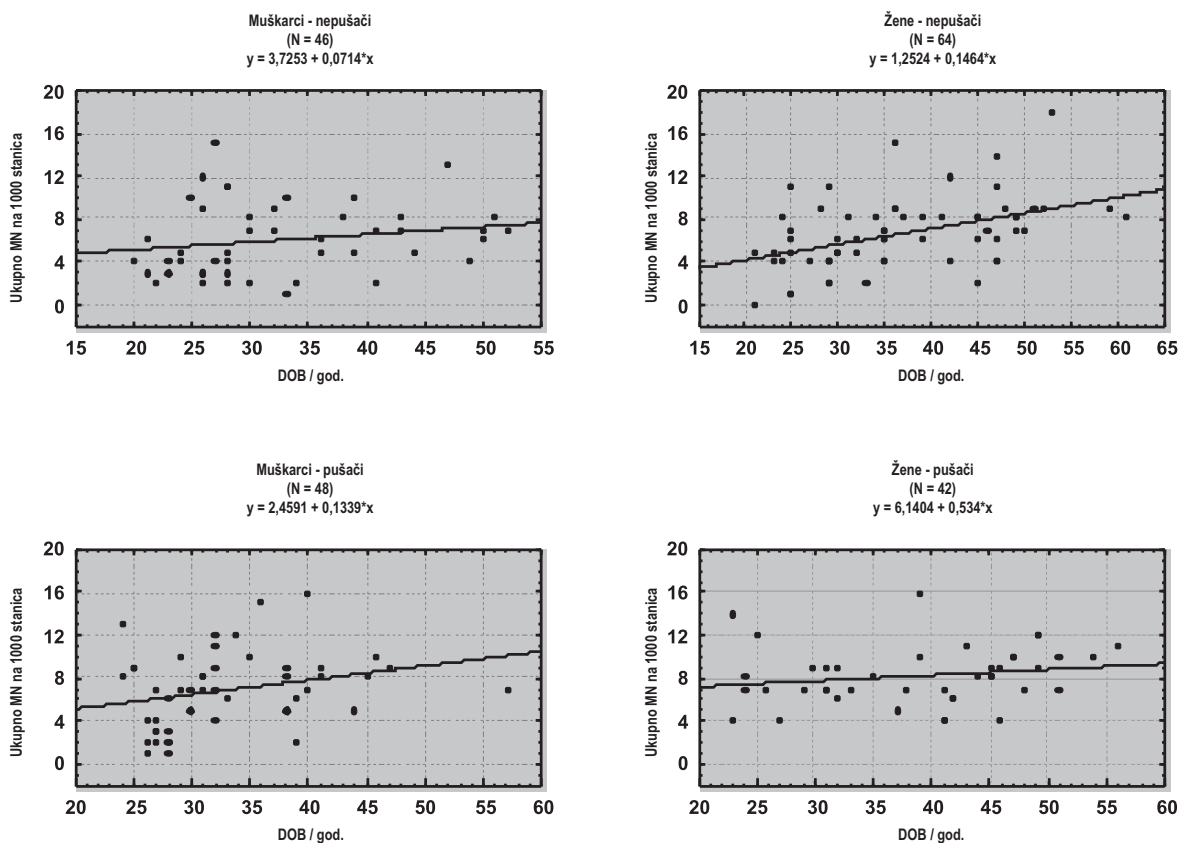 Muškarci - nepušači
(N = 46)
y = 3,7253 + 0,0714*x
Ukupno MN na 1000 stanica
20
16
12
8
4
0
15 20 25 30 35 40 45 50 55
DOB / god.
Žene - nepušači
(N = 64)
y = 1,2524 + 0,1464*x
Ukupno MN na 1000 stanica
20
16
12
8
4
0
15 20 25 30 35 40 45 50 55 60 65
DOB / god.
Muškarci - pušači
(N = 48)
y = 2,4591 + 0,1339*x
Ukupno MN na 1000 stanica
20
16
12
8
4
0
20 25 30 35 40 45 50 55 60
DOB / god.
Žene - pušači
(N = 42)
y = 6,1404 + 0,534*x
Ukupno MN na 1000 stanica
20
16
12
8
4
0
20 25 30 35 40 45 50 55 60
DOB / god.